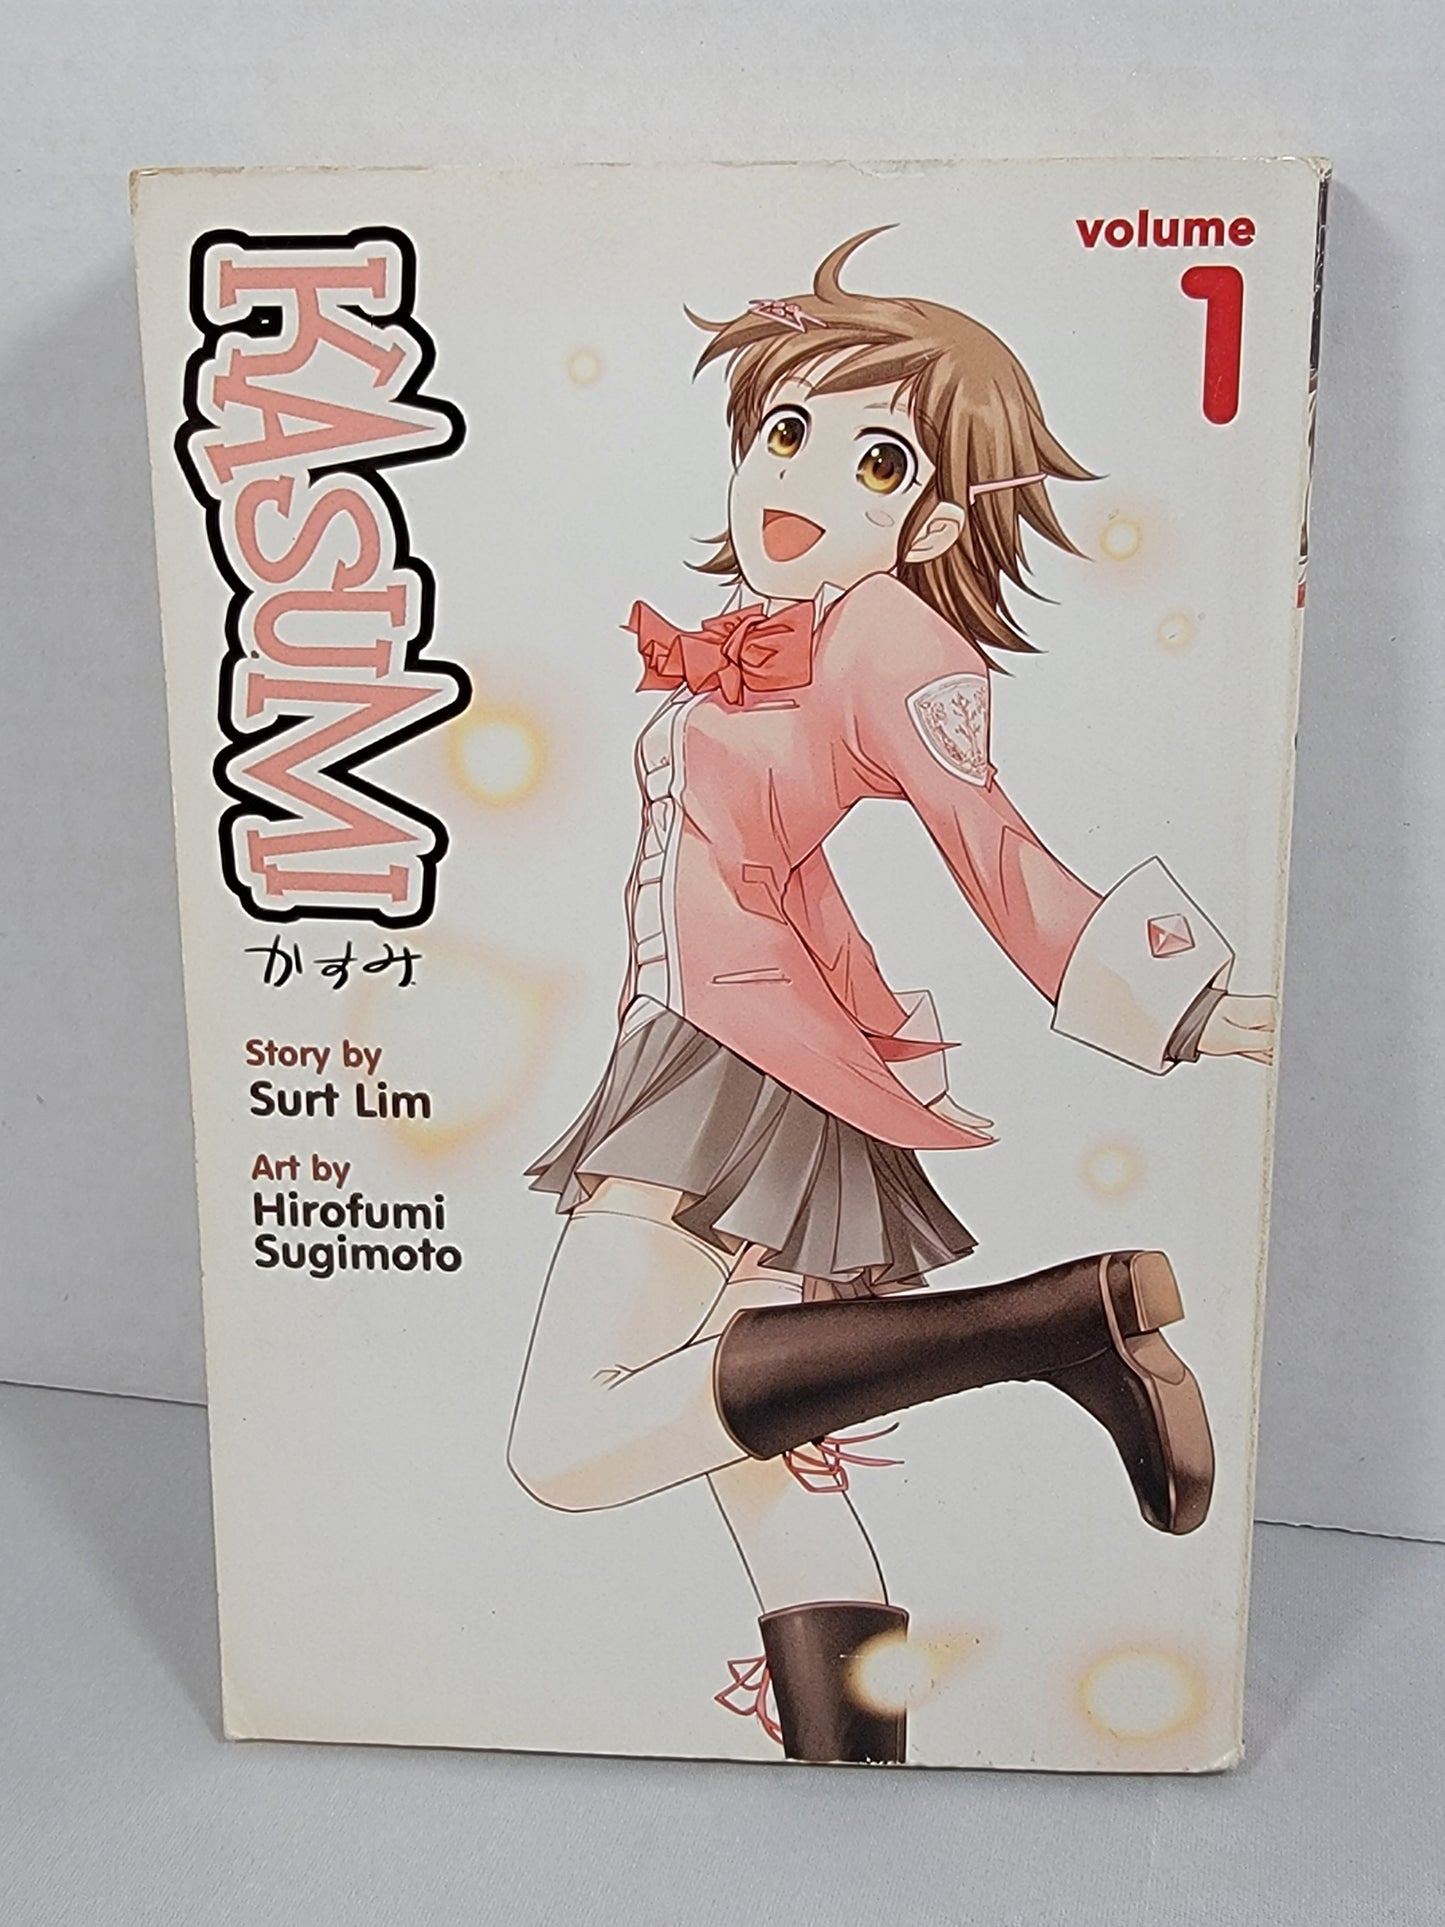 KASUMI
かすみ
volume
1
Story by
Surt Lim
Art by
Hirofumi
Sugimoto